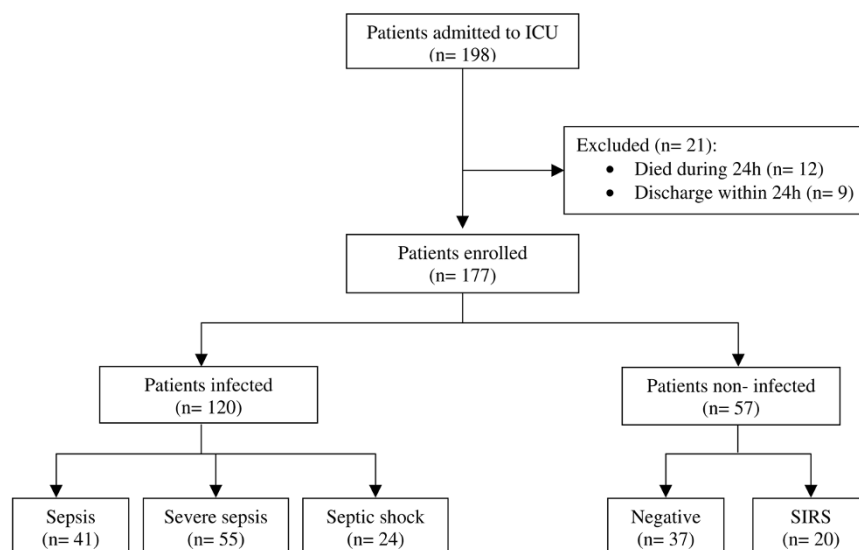 Patients admitted to ICU
(n= 198)
Excluded (n= 21):
• Died during 24h (n= 12)
• Discharge within 24h (n= 9)
Patients enrolled
(n= 177)
Patients infected
(n= 120)
Patients non- infected
(n= 57)
Sepsis
(n= 41)
Severe sepsis
(n= 55)
Septic shock
(n= 24)
Negative
(n= 37)
SIRS
(n= 20)